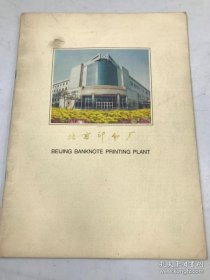 北京印钞厂
BEIJING BANKNOTE PRINTING PLANT